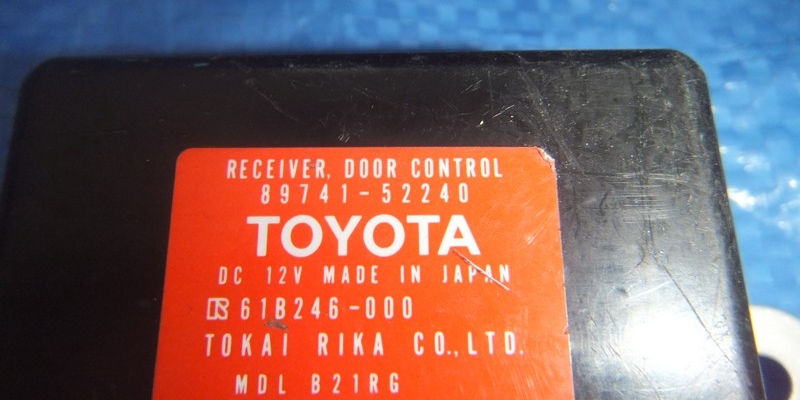 RECEIVER, DOOR CONTROL
89741-52240
TOYOTA
DC 12V MADE IN JAPAN
61B246-000
TOKAI RIKA CO.,LTD.
MDL B21RG